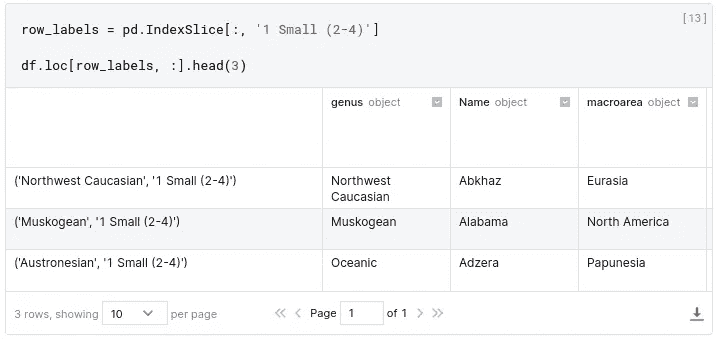 [13]
row_labels = pd.IndexSlice[:, '1 Small (2-4)']
df.loc[row_labels, :].head(3)
genus object Name object macroarea object
('Northwest Caucasian', '1 Small (2-4)') Northwest Caucasian Abkhaz Eurasia
('Muskogean', '1 Small (2-4)') Muskogean Alabama North America
('Austronesian', '1 Small (2-4)') Oceanic Adzera Papunesia
3 rows, showing 10 per page Page 1 of 1